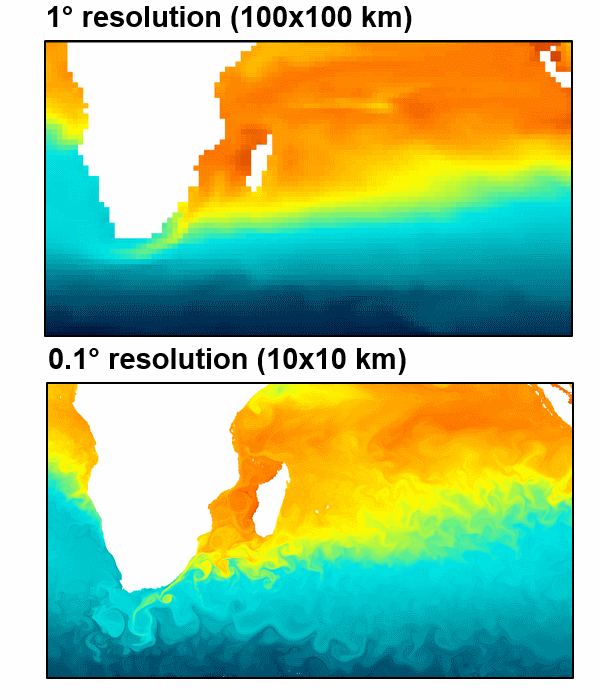 1° resolution (100x100 km)
0.1° resolution (10x10 km)